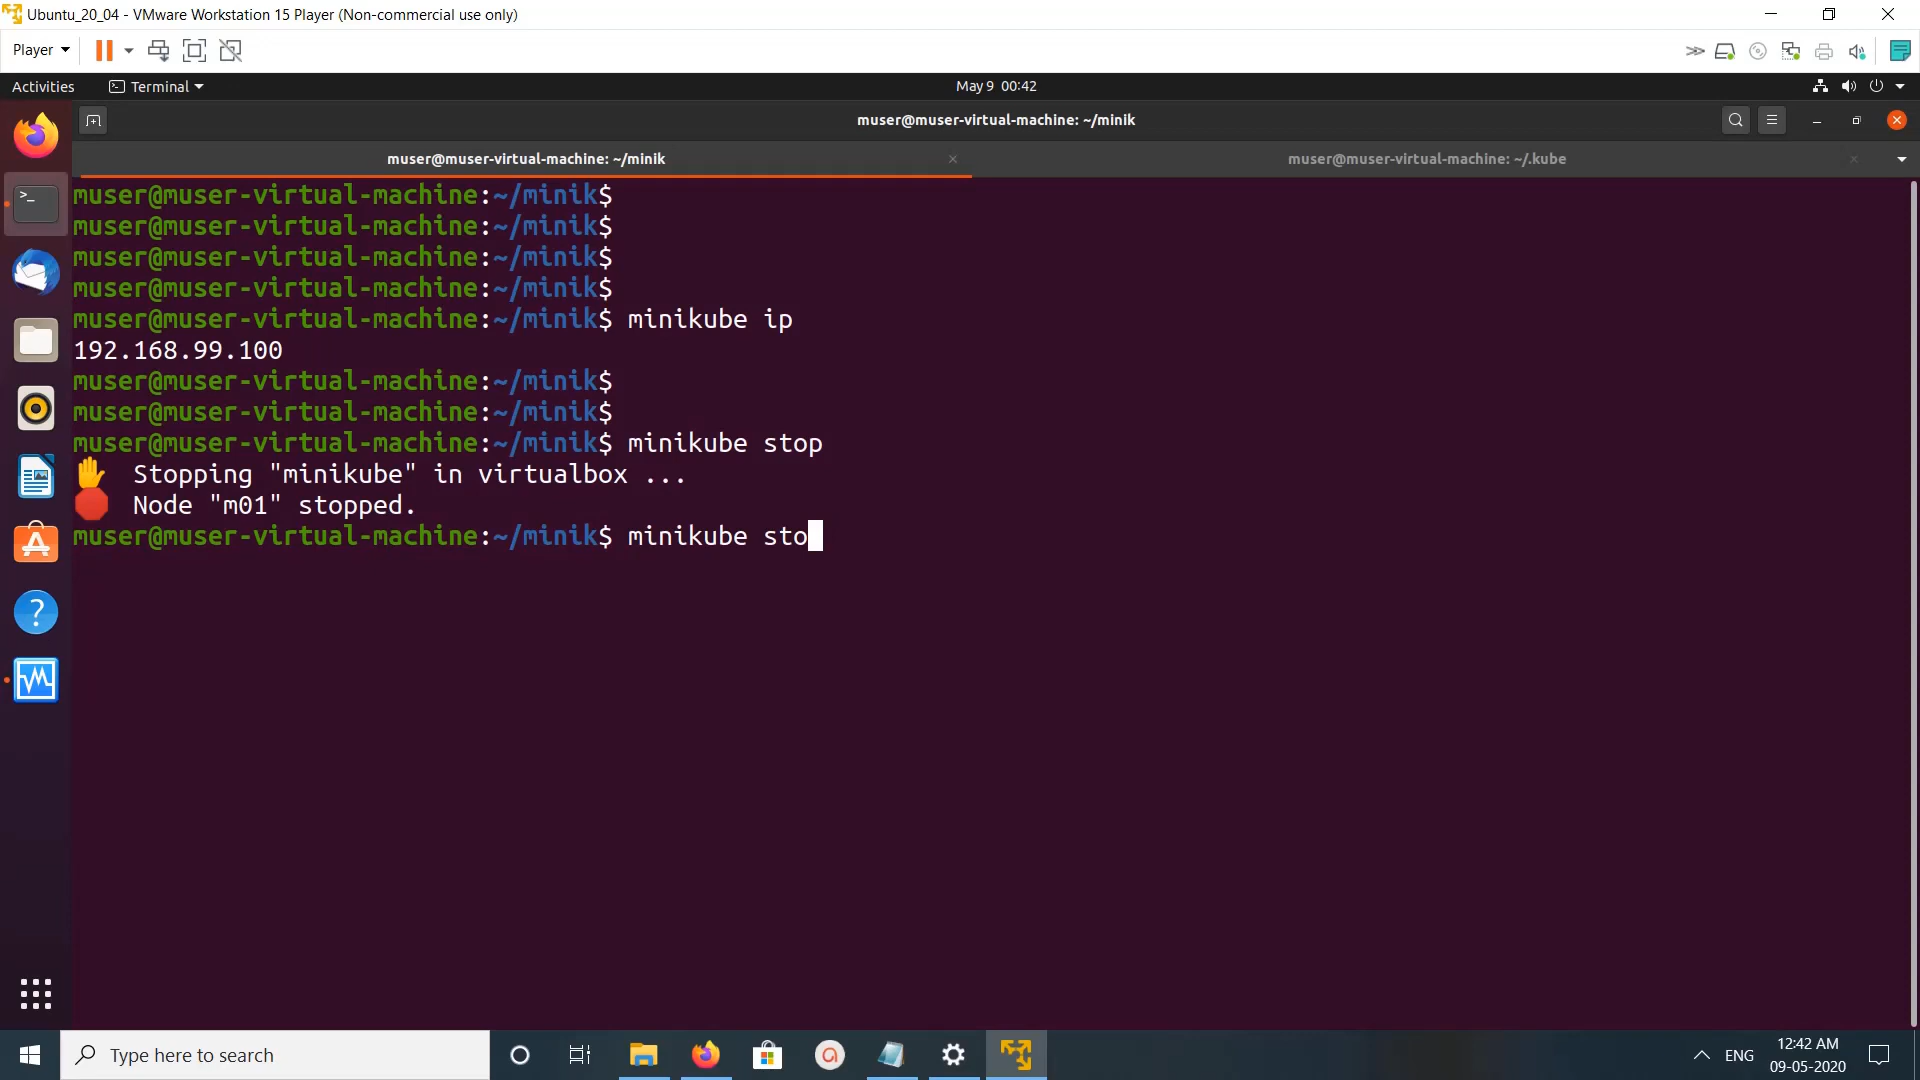 Ubuntu_20_04 - VMware Workstation 15 Player (Non-commercial use only)
Player
Activities
Terminal
May 9 00:42
muser@muser-virtual-machine: ~/minik
muser@muser-virtual-machine: ~/minik
muser@muser-virtual-machine: ~/.kube
muser@muser-virtual-machine:~/minik$
muser@muser-virtual-machine:~/minik$
muser@muser-virtual-machine:~/minik$
muser@muser-virtual-machine:~/minik$
muser@muser-virtual-machine:~/minik$ minikube ip
192.168.99.100
muser@muser-virtual-machine:~/minik$
muser@muser-virtual-machine:~/minik$
muser@muser-virtual-machine:~/minik$ minikube stop
Stopping "minikube" in virtualbox ...
Node "m01" stopped.
muser@muser-virtual-machine:~/minik$ minikube sto
Type here to search
ENG
12:42 AM
09-05-2020